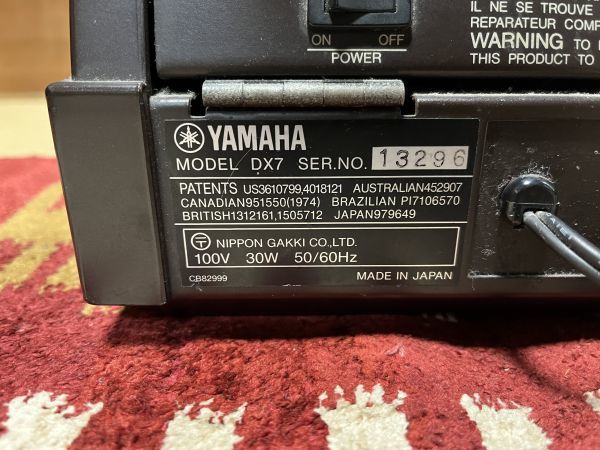 IL NE SE TROUVE
REPARATEUR COMP
WARNING TO
THIS PRODUCT TO
ON OFF
POWER
YAMAHA
MODEL DX7 SER.NO. 13296
PATENTS US3610799,4018121 AUSTRALIAN452907
CANADIAN951550(1974) BRAZILIAN PI7106570
BRITISH1312161,1505712 JAPAN979649
NIPPON GAKKI CO.,LTD.
100V 30W 50/60Hz
CB82999 MADE IN JAPAN